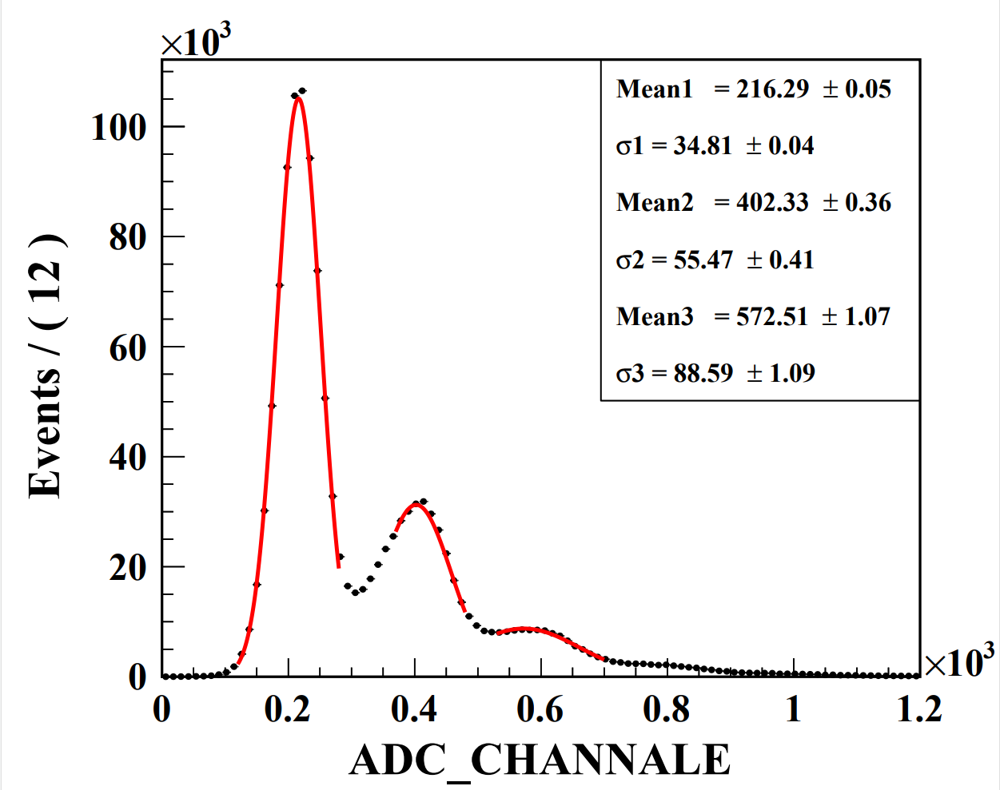 ×10³
Mean1 = 216.29 ± 0.05
σ1 = 34.81 ± 0.04
Mean2 = 402.33 ± 0.36
σ2 = 55.47 ± 0.41
Mean3 = 572.51 ± 1.07
σ3 = 88.59 ± 1.09
Events / ( 12 )
100
80
60
40
20
0
×10³
0 0.2 0.4 0.6 0.8 1 1.2
ADC_CHANNALE